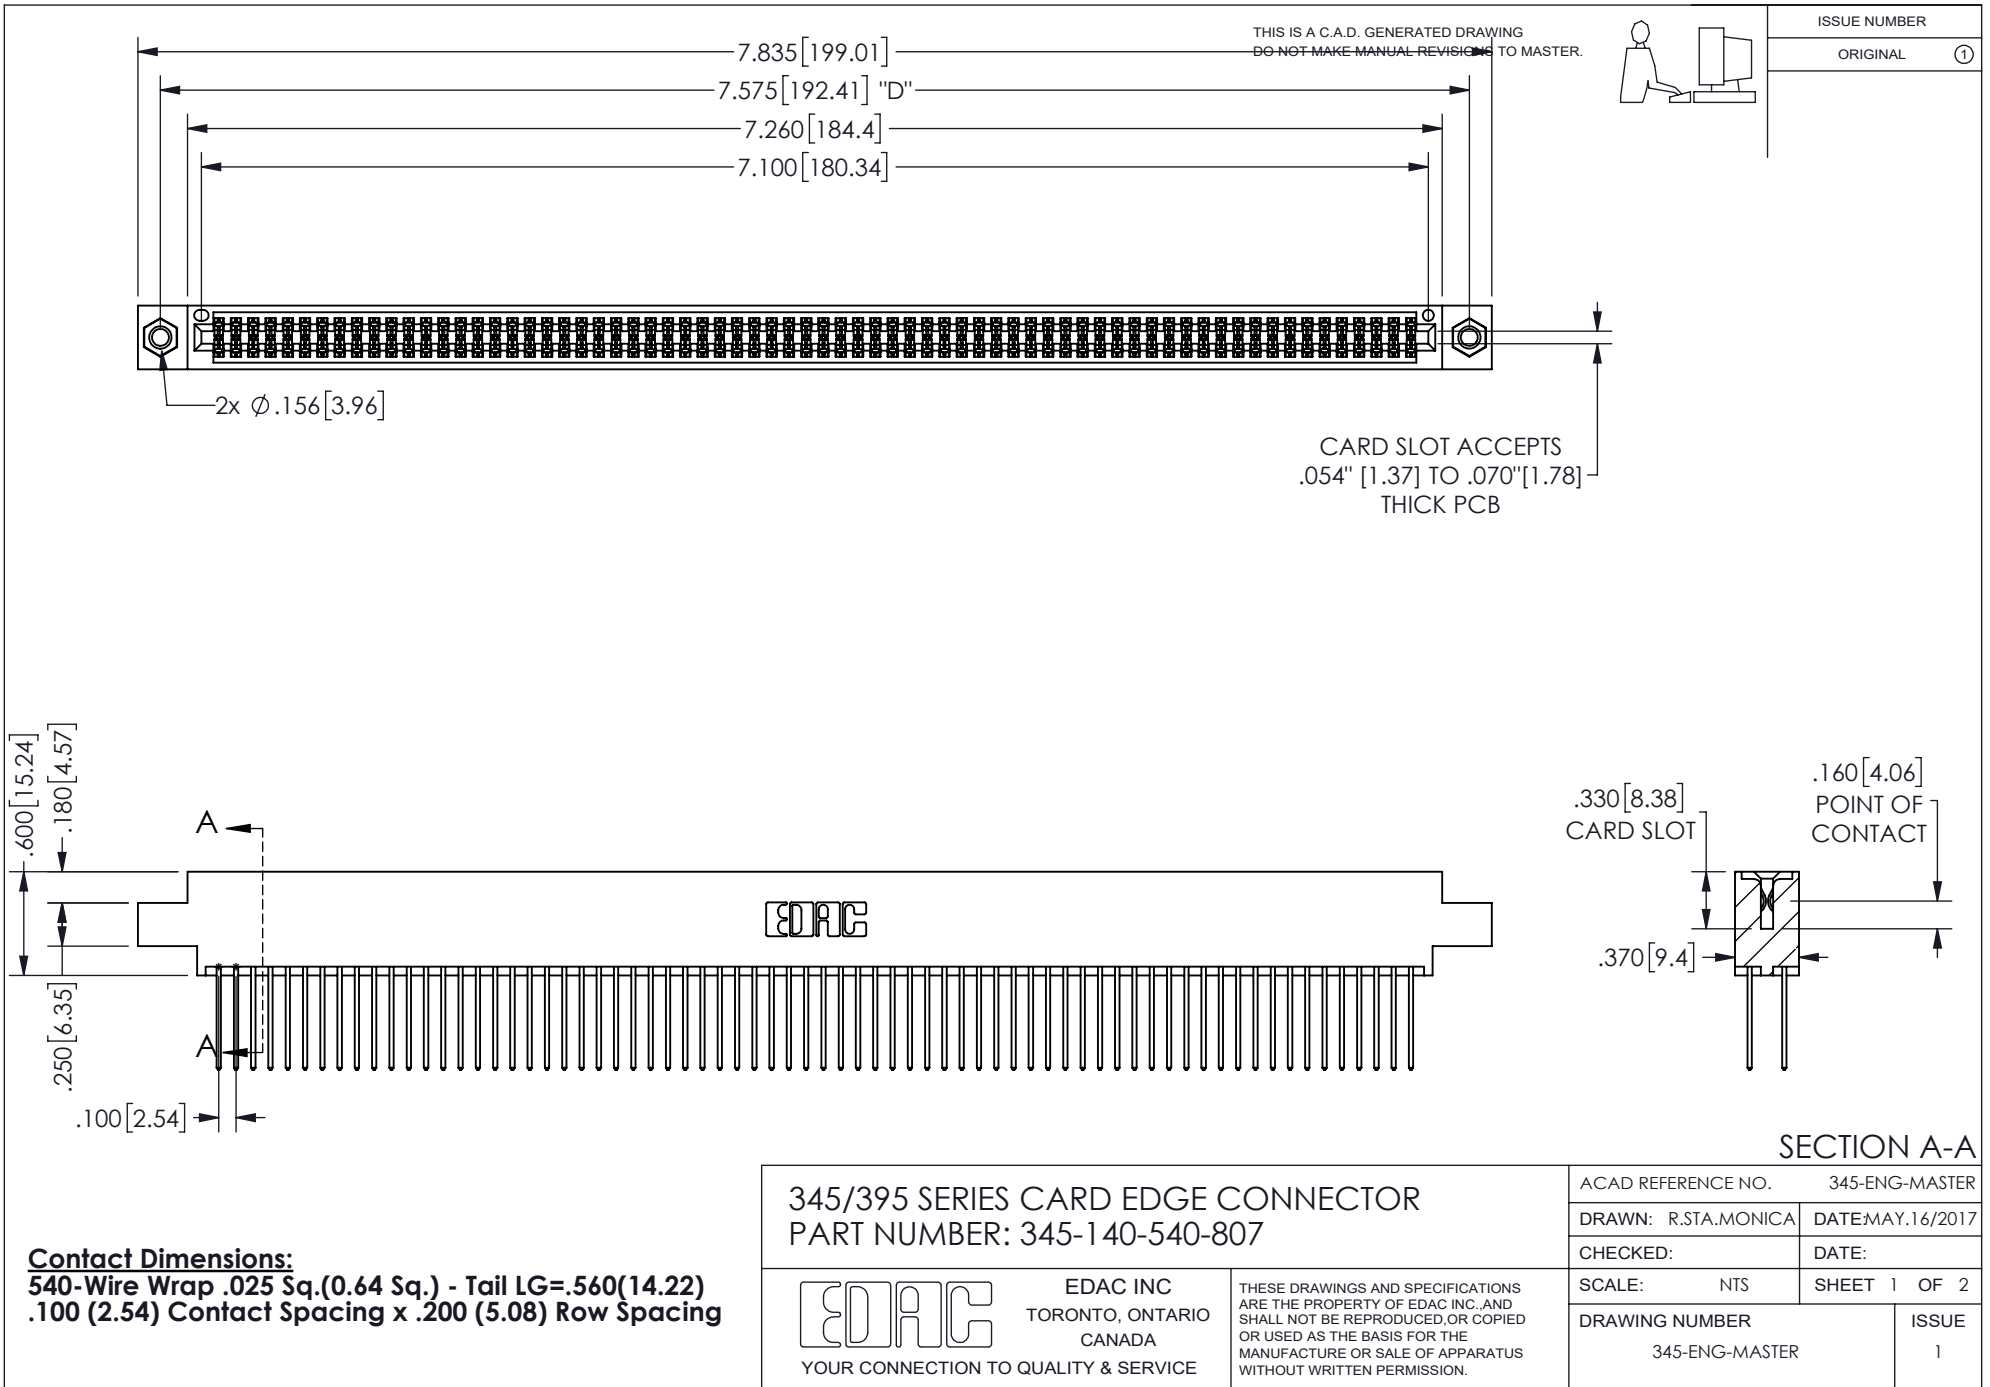 THIS IS A C.A.D. GENERATED DRAWING
DO NOT MAKE MANUAL REVISIONS TO MASTER.
ISSUE NUMBER
ORIGINAL 1
7.835[199.01]
7.575[192.41] "D"
7.260[184.4]
7.100[180.34]
2x Ø.156[3.96]
CARD SLOT ACCEPTS
.054" [1.37] TO .070"[1.78]
THICK PCB
.600[15.24]
.180[4.57]
.250[6.35]
.100[2.54]
A
A
EDAC
.330[8.38]
CARD SLOT
.160[4.06]
POINT OF
CONTACT
.370[9.4]
SECTION A-A
Contact Dimensions:
540-Wire Wrap .025 Sq.(0.64 Sq.) - Tail LG=.560(14.22)
.100 (2.54) Contact Spacing x .200 (5.08) Row Spacing
345/395 SERIES CARD EDGE CONNECTOR
PART NUMBER: 345-140-540-807
EDAC
EDAC INC
TORONTO, ONTARIO
CANADA
YOUR CONNECTION TO QUALITY & SERVICE
THESE DRAWINGS AND SPECIFICATIONS
ARE THE PROPERTY OF EDAC INC.,AND
SHALL NOT BE REPRODUCED,OR COPIED
OR USED AS THE BASIS FOR THE
MANUFACTURE OR SALE OF APPARATUS
WITHOUT WRITTEN PERMISSION.
ACAD REFERENCE NO. 345-ENG-MASTER
DRAWN: R.STA.MONICA DATE:MAY.16/2017
CHECKED: DATE:
SCALE: NTS SHEET 1 OF 2
DRAWING NUMBER ISSUE
345-ENG-MASTER 1